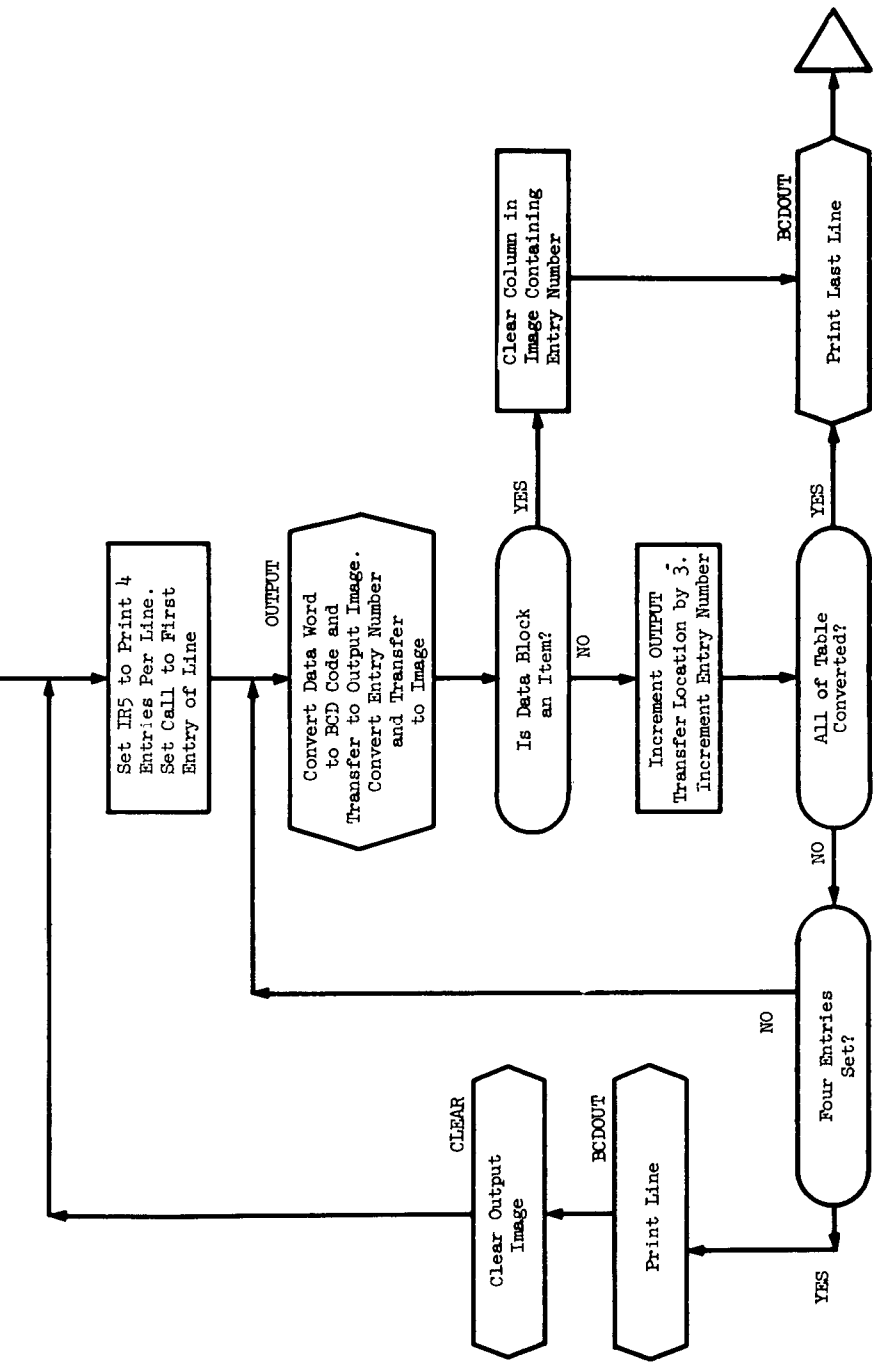 Set IR5 to Print 4
Entries Per Line.
Set Call to First
Entry of Line
OUTPUT
Convert Data Word
to BCD Code and
Transfer to Output Image.
Convert Entry Number
and Transfer
to Image
Is Data Block
an Item?
YES
NO
Clear Column in
Image Containing
Entry Number
Increment OUTPUT
Transfer Location by 3.
Increment Entry Number
All of Table
Converted?
YES
NO
BCDOUT
Print Last Line
Four Entries
Set?
NO
YES
BCDOUT
Print Line
CLEAR
Clear Output
Image